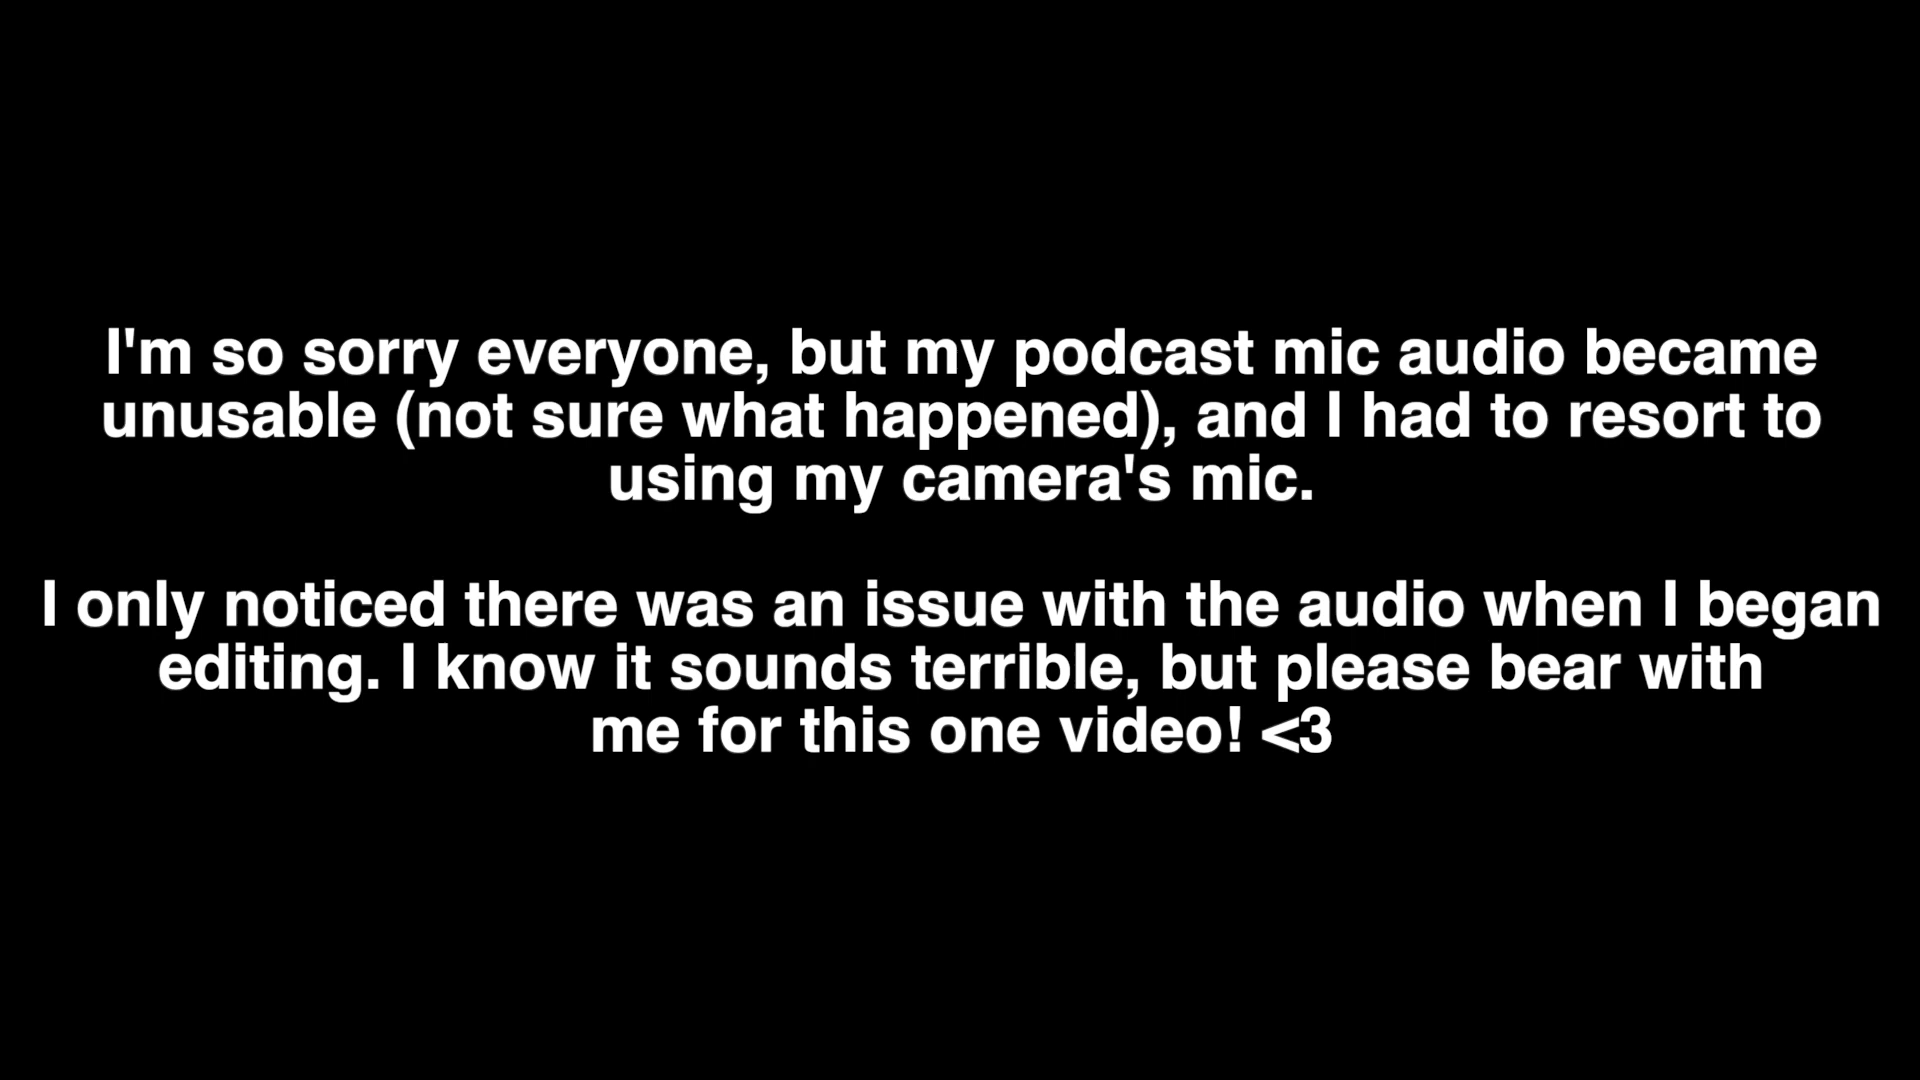 I'm so sorry everyone, but my podcast mic audio became
unusable (not sure what happened), and I had to resort to
using my camera's mic.
I only noticed there was an issue with the audio when I began
editing. I know it sounds terrible, but please bear with
me for this one video! <3